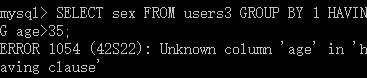 mysql> SELECT sex FROM users3 GROUP BY 1 HAVIN
G age>35;
ERROR 1054 (42S22): Unknown column 'age' in 'h
aving clause'